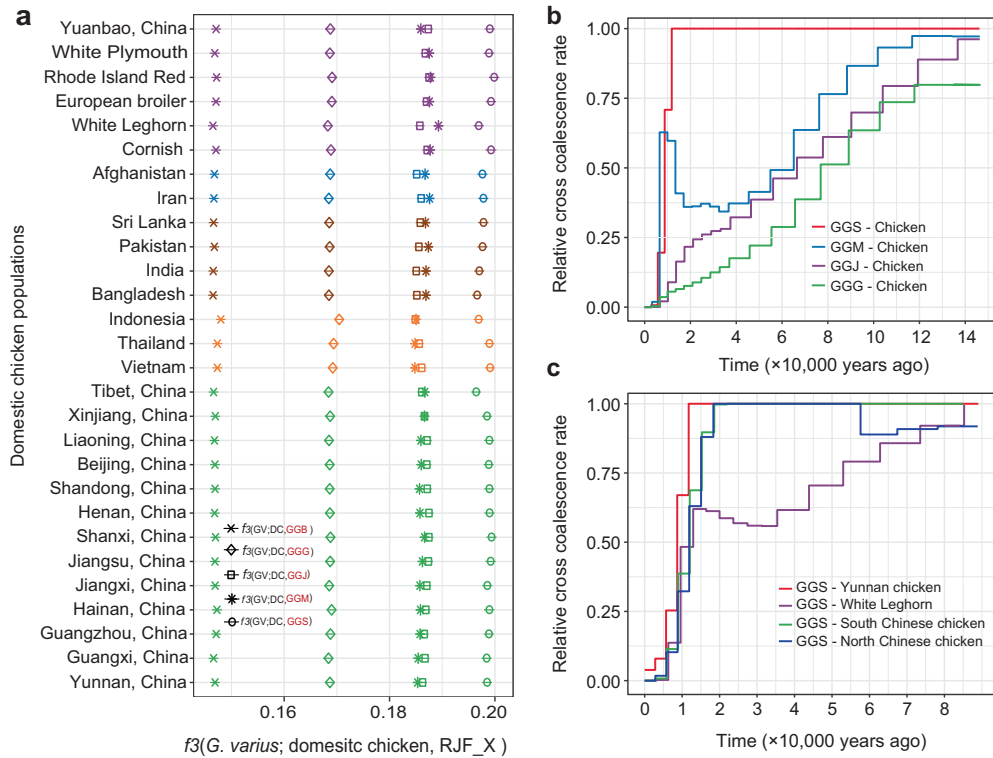 a
Domestic chicken populations
Yuanbao, China
White Plymouth
Rhode Island Red
European broiler
White Leghorn
Cornish
Afghanistan
Iran
Sri Lanka
Pakistan
India
Bangladesh
Indonesia
Thailand
Vietnam
Tibet, China
Xinjiang, China
Liaoning, China
Beijing, China
Shandong, China
Henan, China
Shanxi, China
Jiangsu, China
Jiangxi, China
Hainan, China
Guangzhou, China
Guangxi, China
Yunnan, China
f3(GV;DC,GGB)
f3(GV;DC,GGG)
f3(GV;DC,GGJ)
f3(GV;DC,GGM)
f3(GV;DC,GGS)
0.16 0.18 0.20
f3(G. varius; domesitc chicken, RJF_X )
b
Relative cross coalescence rate
1.00
0.75
0.50
0.25
0.00
GGS - Chicken
GGM - Chicken
GGJ - Chicken
GGG - Chicken
0 2 4 6 8 10 12 14
Time (×10,000 years ago)
c
Relative cross coalescence rate
1.00
0.75
0.50
0.25
0.00
GGS - Yunnan chicken
GGS - White Leghorn
GGS - South Chinese chicken
GGS - North Chinese chicken
0 1 2 3 4 5 6 7 8
Time (×10,000 years ago)